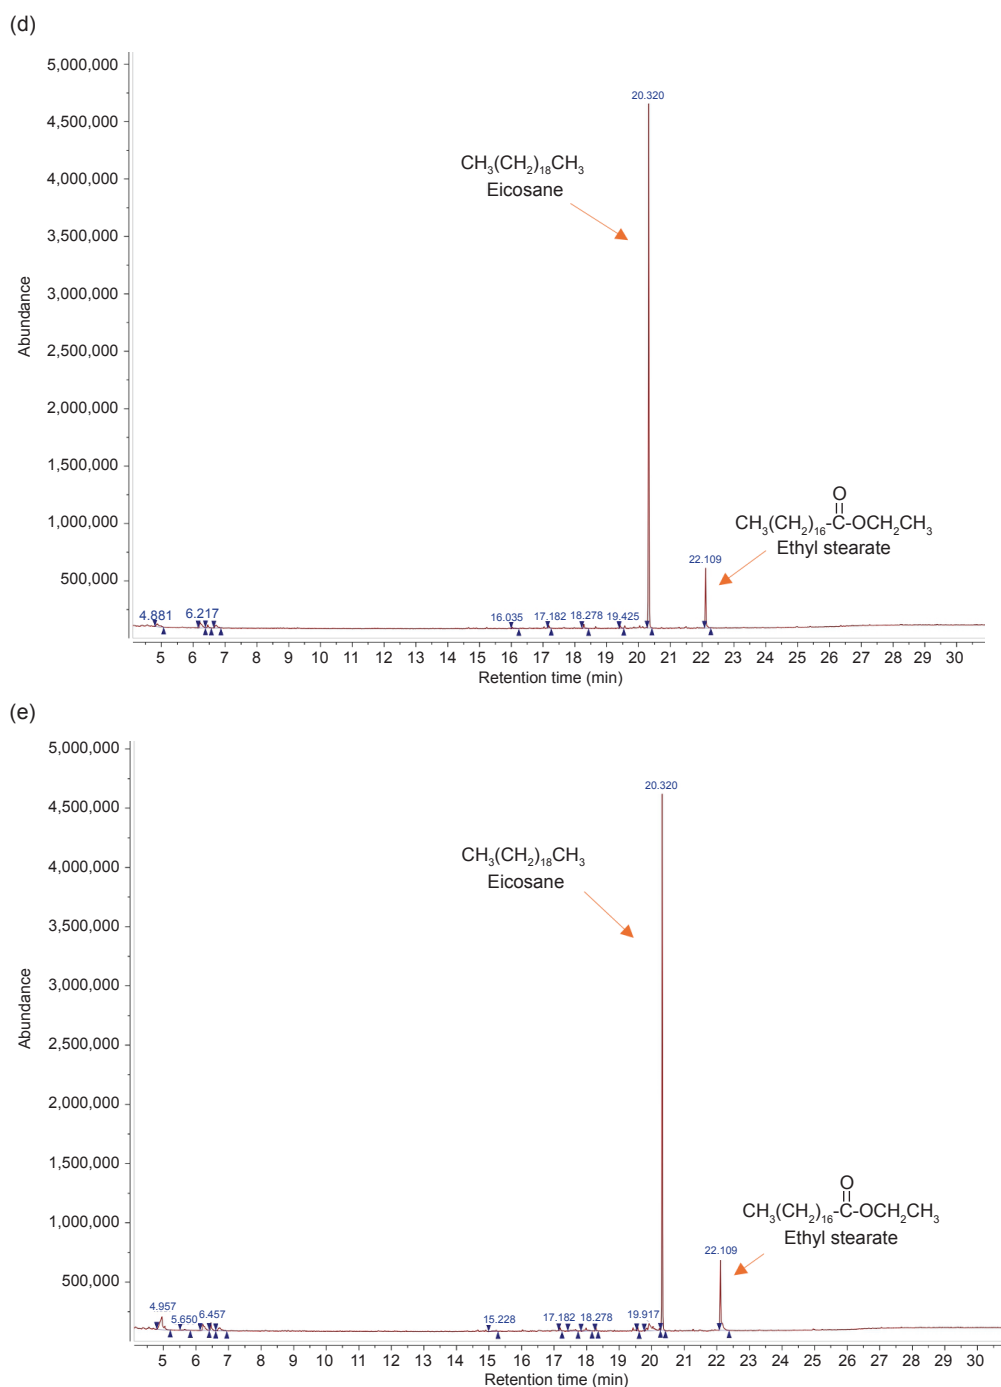 (d)
5,000,000
4,500,000
4,000,000
3,500,000
3,000,000
2,500,000
2,000,000
1,500,000
1,000,000
500,000
Abundance
20.320
CH₃(CH₂)₁₈CH₃
Eicosane
O
CH₃(CH₂)₁₆-C-OCH₂CH₃
Ethyl stearate
22.109
4.881 6.217 16.035 17.182 18.278 19.425
5 6 7 8 9 10 11 12 13 14 15 16 17 18 19 20 21 22 23 24 25 26 27 28 29 30
Retention time (min)
(e)
5,000,000
4,500,000
4,000,000
3,500,000
3,000,000
2,500,000
2,000,000
1,500,000
1,000,000
500,000
Abundance
20.320
CH₃(CH₂)₁₈CH₃
Eicosane
O
CH₃(CH₂)₁₆-C-OCH₂CH₃
Ethyl stearate
22.109
4.957 5.650 6.457 15.228 17.182 18.278 19.917
5 6 7 8 9 10 11 12 13 14 15 16 17 18 19 20 21 22 23 24 25 26 27 28 29 30
Retention time (min)